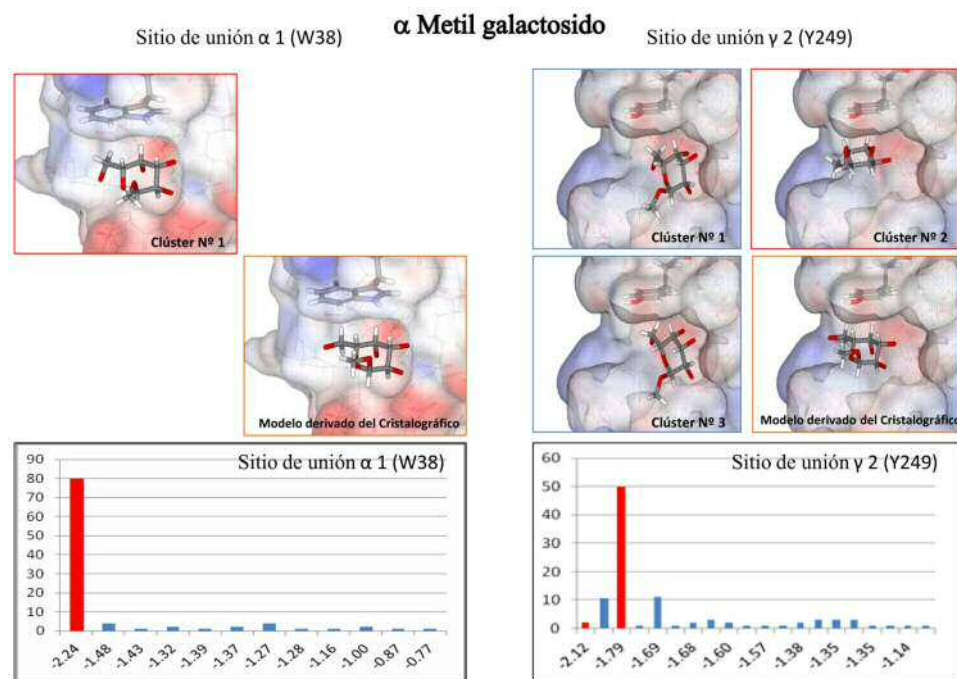 α Metil galactosido
Sitio de unión α 1 (W38)
Sitio de unión γ 2 (Y249)
Clúster Nº 1
Modelo derivado del Cristalográfico
Clúster Nº 1
Clúster Nº 2
Clúster Nº 3
Modelo derivado del Cristalográfico
Sitio de unión α 1 (W38)
90
80
70
60
50
40
30
20
10
0
-2.24 -1.48 -1.43 -1.32 -1.39 -1.37 -1.27 -1.28 -1.16 -1.00 -0.87 -0.77
Sitio de unión γ 2 (Y249)
60
50
40
30
20
10
0
-2.12 -1.79 -1.69 -1.68 -1.60 -1.57 -1.38 -1.35 -1.35 -1.14